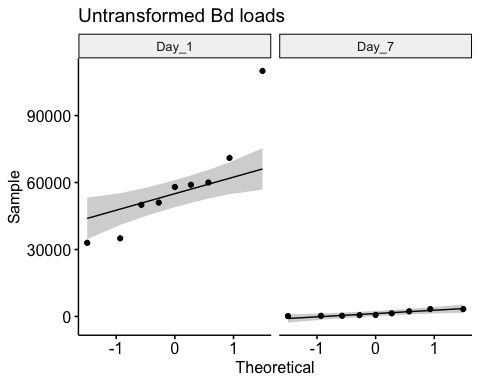 Untransformed Bd loads
Day_1 Day_7
90000
60000
30000
0
Sample
-1 0 1 -1 0 1
Theoretical